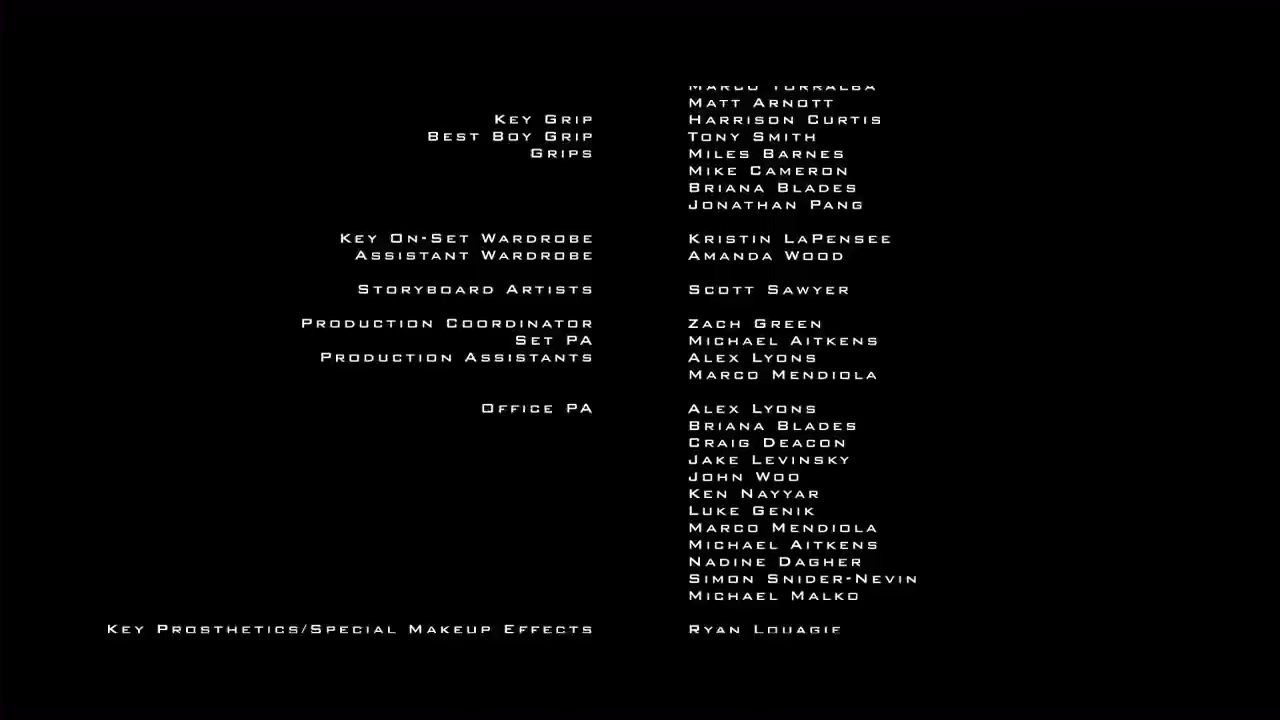 Marco Torralba
Matt Arnott
Key Grip Harrison Curtis
Best Boy Grip Tony Smith
Grips Miles Barnes
Mike Cameron
Briana Blades
Jonathan Pang
Key On-Set Wardrobe Kristin LaPensee
Assistant Wardrobe Amanda Wood
Storyboard Artists Scott Sawyer
Production Coordinator Zach Green
Set PA Michael Aitkens
Production Assistants Alex Lyons
Marco Mendiola
Office PA Alex Lyons
Briana Blades
Craig Deacon
Jake Levinsky
John Woo
Ken Nayyar
Luke Genik
Marco Mendiola
Michael Aitkens
Nadine Dagher
Simon Snider-Nevin
Michael Malko
Key Prosthetics/Special Makeup Effects Ryan Louagie